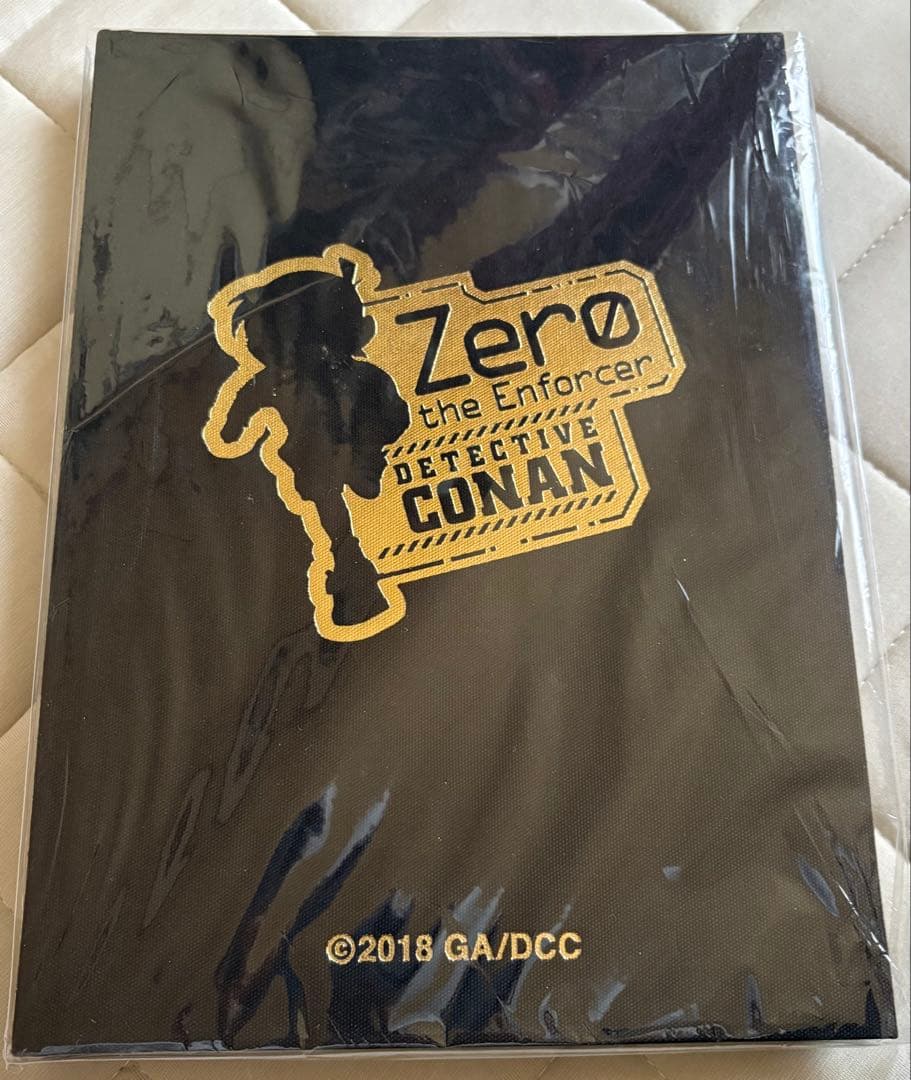 Zerø
the Enforcer
DETECTIVE
CONAN
©2018 GA/DCC